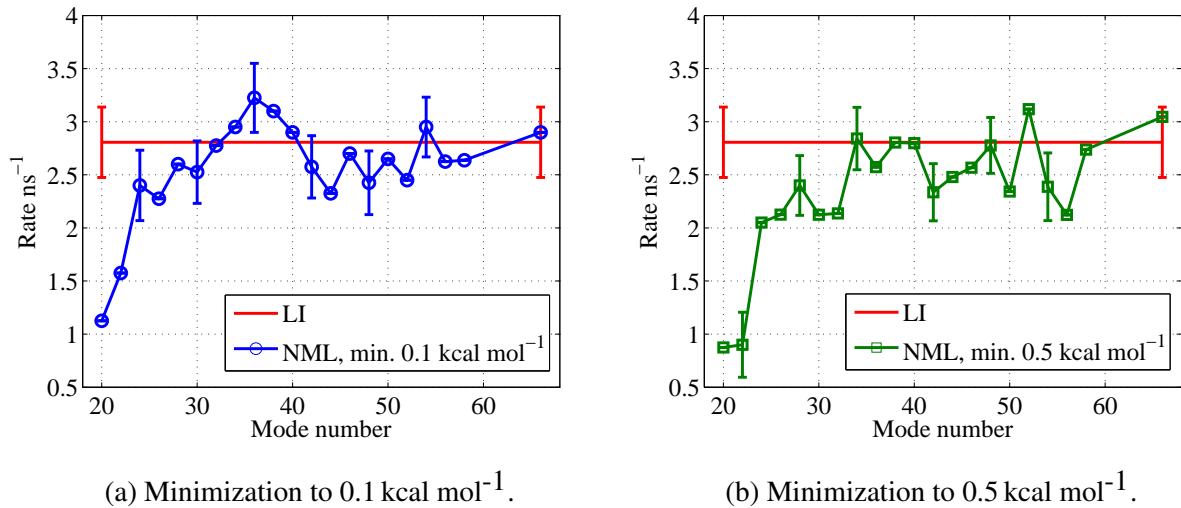 4
3.5
3
2.5
2
1.5
1
0.5
Rate ns⁻¹
20 30 40 50 60
Mode number
LI
NML, min. 0.1 kcal mol⁻¹
(a) Minimization to 0.1 kcal mol⁻¹.
4
3.5
3
2.5
2
1.5
1
0.5
Rate ns⁻¹
20 30 40 50 60
Mode number
LI
NML, min. 0.5 kcal mol⁻¹
(b) Minimization to 0.5 kcal mol⁻¹.